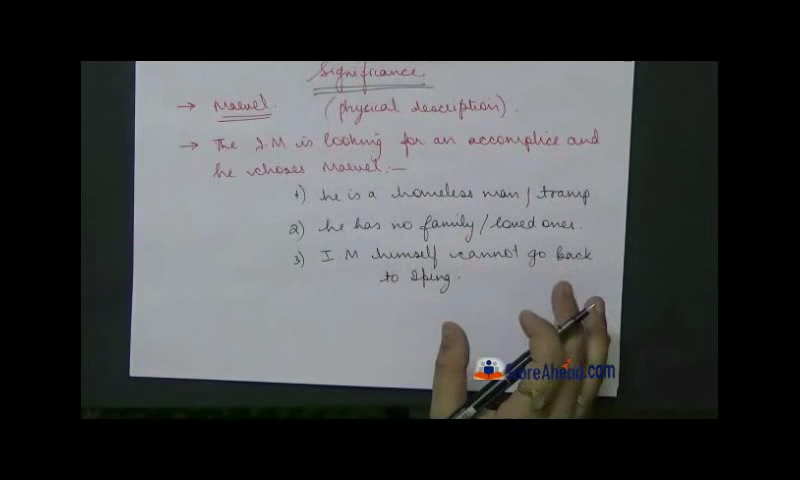 Significance
→ Marvel. (physical description).
→ The I.M is looking for an accomplice and
he choses Marvel:-
1) he is a homeless man/ tramp
2) he has no family/loved ones.
3) I.M himself cannot go back
to Iping.
ScoreAhead.com